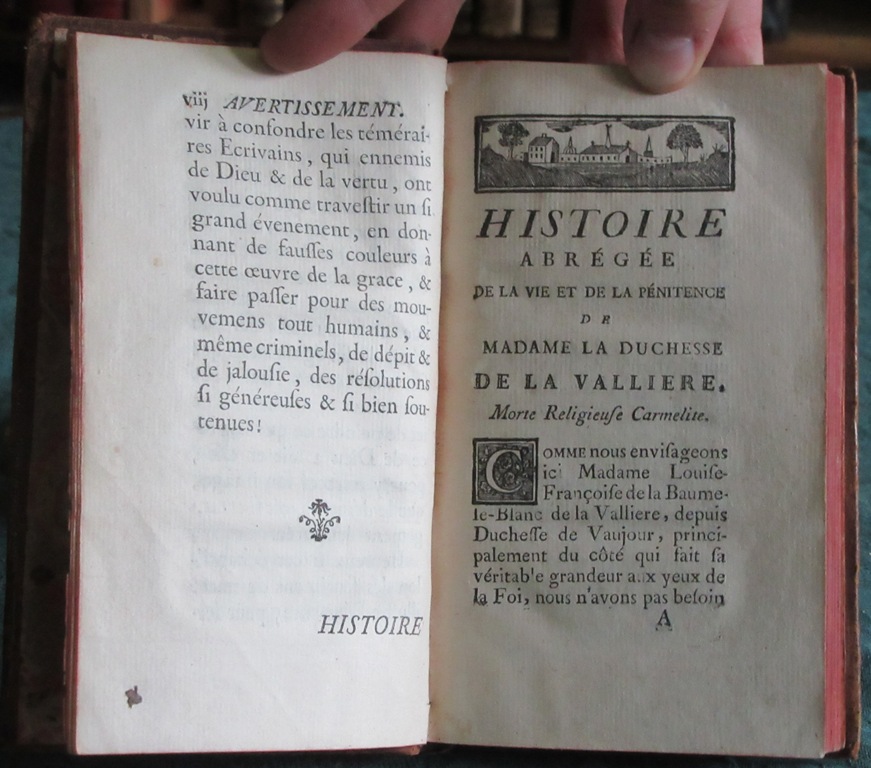 viij AVERTISSEMENT.
vir à confondre les témérai-
res Ecrivains, qui ennemis
de Dieu & de la vertu, ont
voulu comme traveſtir un ſi
grand évenement, en don-
nant de fauſſes couleurs à
cette œuvre de la grace, &
faire paſſer pour des mou-
vemens tout humains, &
même criminels, de dépit &
de jalouſie, des réſolutions
ſi généreuſes & ſi bien ſou-
tenues!
HISTOIRE
HISTOIRE
ABRÉGÉE
DE LA VIE ET DE LA PÉNITENCE
DE
MADAME LA DUCHESSE
DE LA VALLIERE.
Morte Religieuſe Carmelite.
COMME nous enviſageons
ici Madame Louiſe-
Françoiſe de la Baume-
le-Blanc de la Valliere, depuis
Ducheſſe de Vaujour, princi-
palement du côté qui fait ſa
véritable grandeur aux yeux de
la Foi, nous n'avons pas beſoin
A